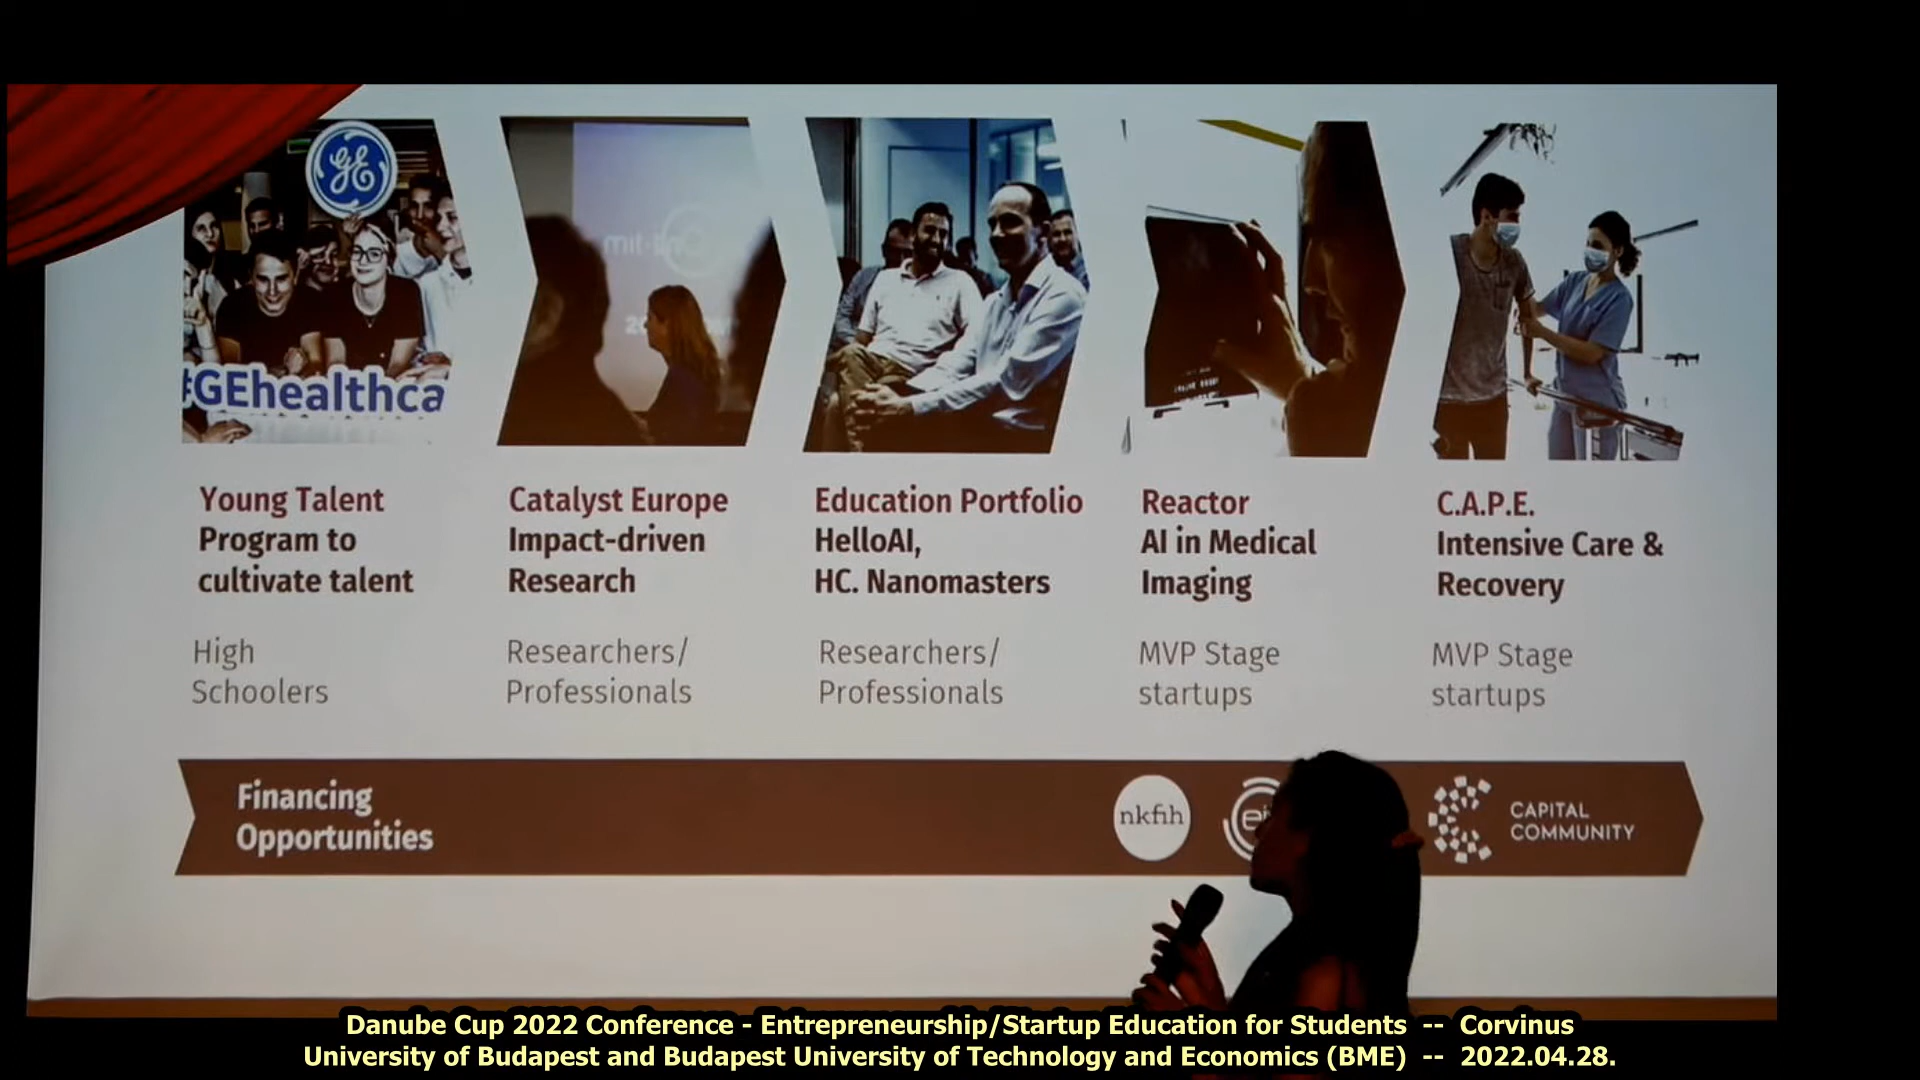 GE
#GEhealthca
Young Talent
Program to
cultivate talent
High
Schoolers
Catalyst Europe
Impact-driven
Research
Researchers/
Professionals
Education Portfolio
HelloAI,
HC. Nanomasters
Researchers/
Professionals
Reactor
AI in Medical
Imaging
MVP Stage
startups
C.A.P.E.
Intensive Care &
Recovery
MVP Stage
startups
Financing
Opportunities
nkfih
CAPITAL
COMMUNITY
Danube Cup 2022 Conference - Entrepreneurship/Startup Education for Students -- Corvinus
University of Budapest and Budapest University of Technology and Economics (BME) -- 2022.04.28.